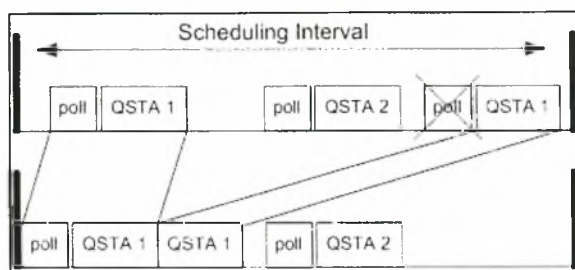 Scheduling Interval
poll QSTA 1 poll QSTA 2 poll QSTA 1
poll QSTA 1 QSTA 1 poll QSTA 2